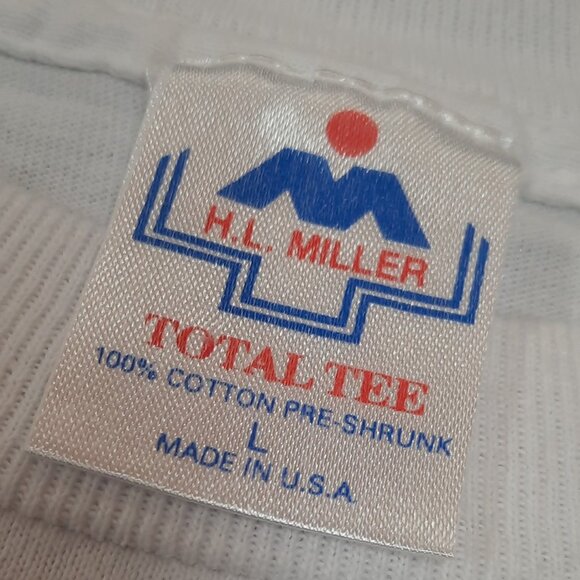 H.L. MILLER
TOTAL TEE
100% COTTON PRE-SHRUNK
L
MADE IN U.S.A.